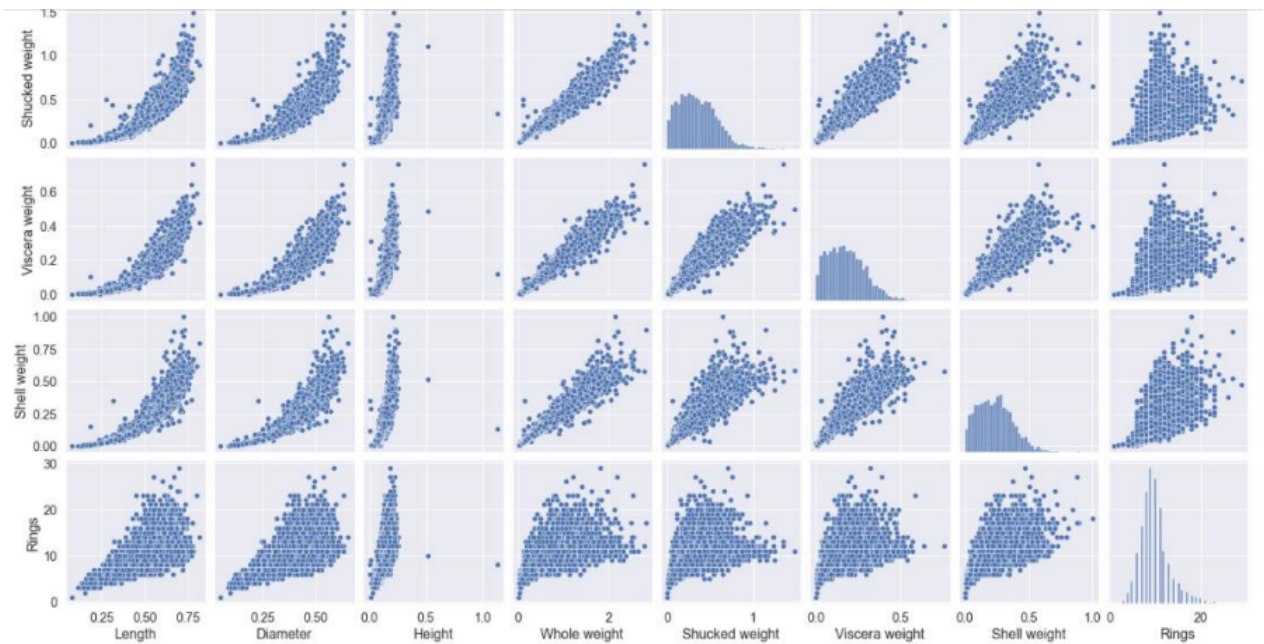 1.5
1.0
0.5
0.0
Shucked weight
0.6
0.4
0.2
0.0
Viscera weight
1.00
0.75
0.50
0.25
0.00
Shell weight
30
20
10
0
Rings
0.25 0.50 0.75
Length
0.25 0.50
Diameter
0.0 0.5 1.0
Height
0 2
Whole weight
0 1
Shucked weight
0.0 0.5
Viscera weight
0.0 0.5 1.0
Shell weight
0 20
Rings